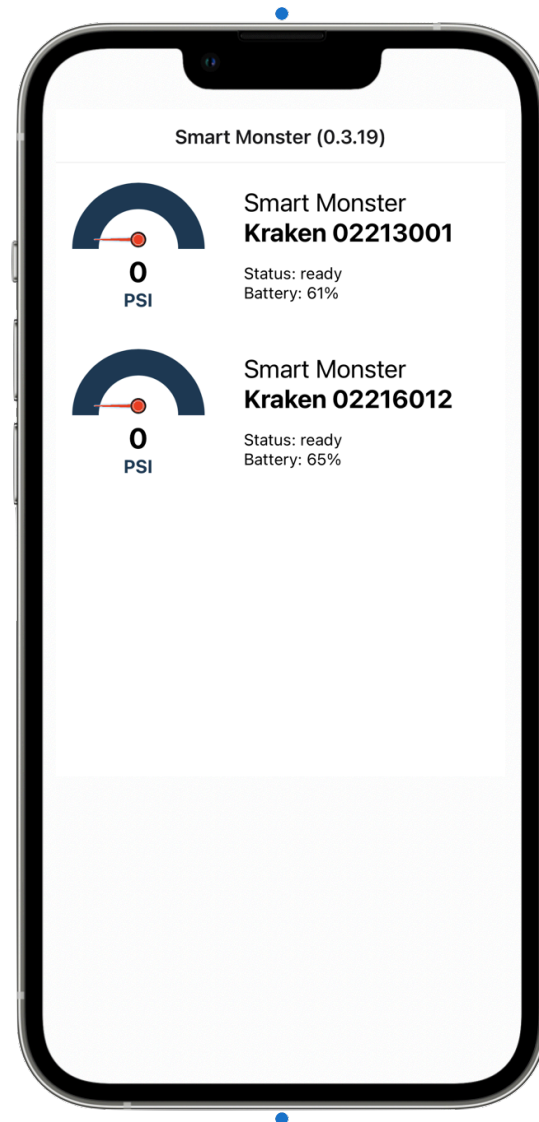 Smart Monster (0.3.19)
Smart Monster
Kraken 02213001
0
PSI
Status: ready
Battery: 61%
Smart Monster
Kraken 02216012
0
PSI
Status: ready
Battery: 65%